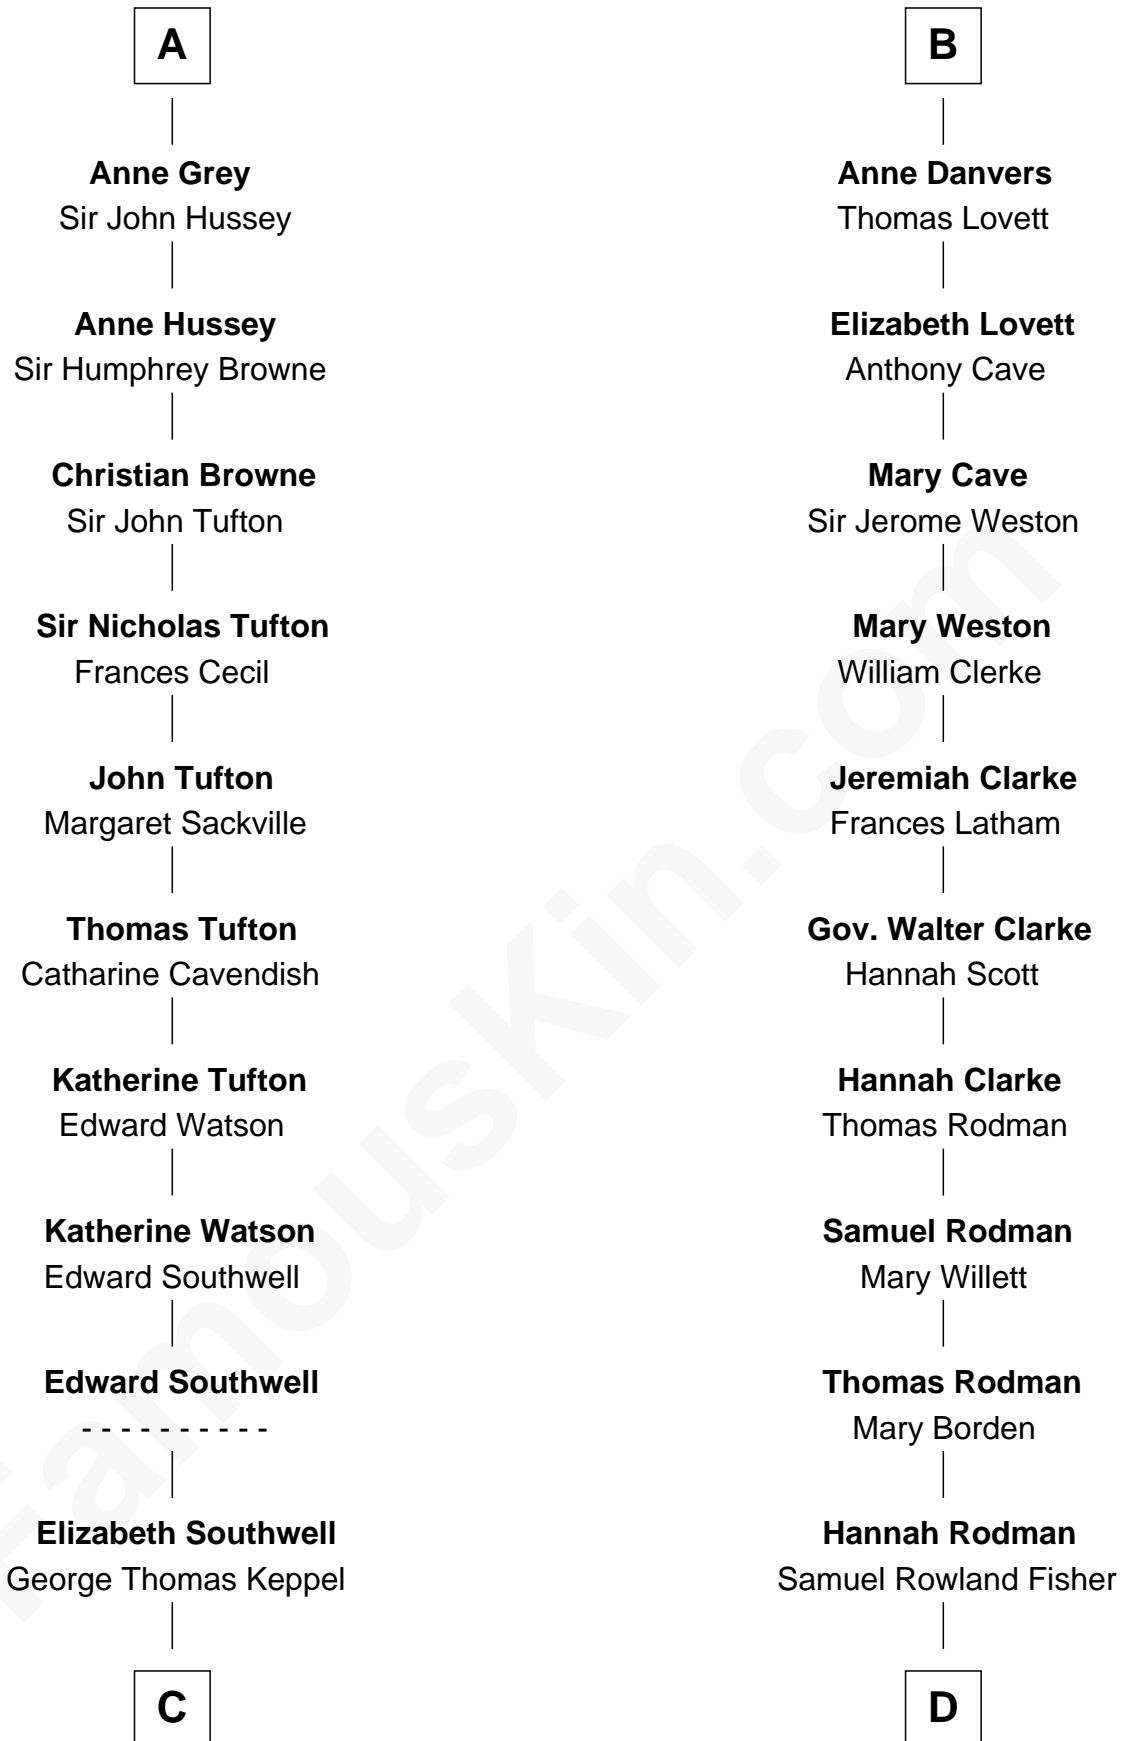 A
Anne Grey
Sir John Hussey
Anne Hussey
Sir Humphrey Browne
Christian Browne
Sir John Tufton
Sir Nicholas Tufton
Frances Cecil
John Tufton
Margaret Sackville
Thomas Tufton
Catharine Cavendish
Katherine Tufton
Edward Watson
Katherine Watson
Edward Southwell
Edward Southwell
- - - - - - - - - -
Elizabeth Southwell
George Thomas Keppel
C
B
Anne Danvers
Thomas Lovett
Elizabeth Lovett
Anthony Cave
Mary Cave
Sir Jerome Weston
Mary Weston
William Clerke
Jeremiah Clarke
Frances Latham
Gov. Walter Clarke
Hannah Scott
Hannah Clarke
Thomas Rodman
Samuel Rodman
Mary Willett
Thomas Rodman
Mary Borden
Hannah Rodman
Samuel Rowland Fisher
D
FamousKin.com